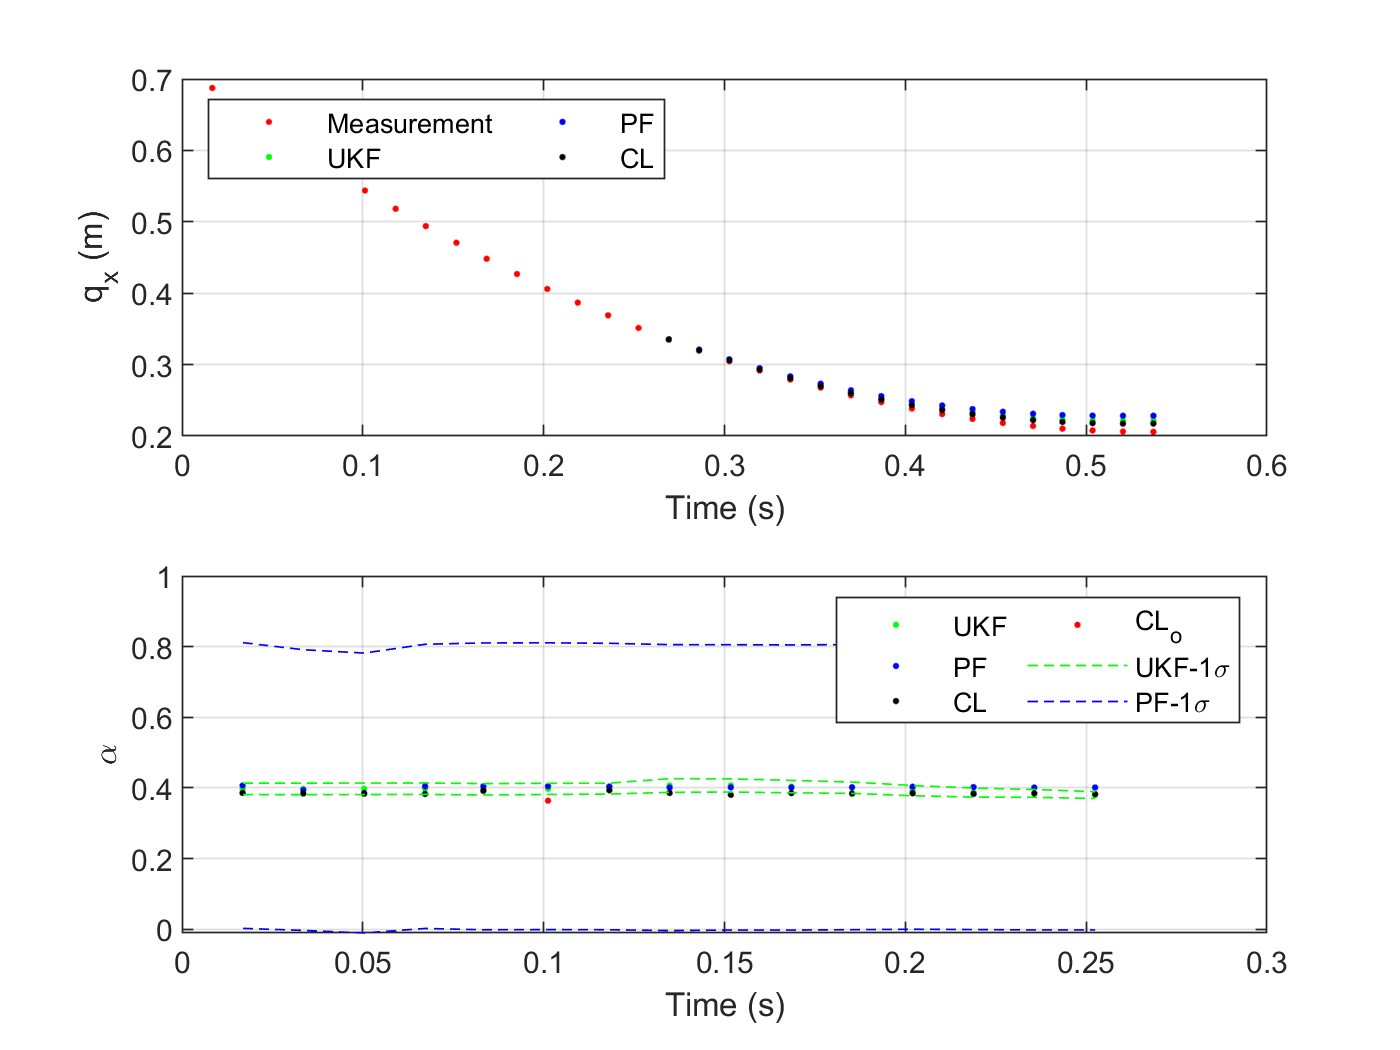 0.7
0.6
0.5
0.4
0.3
0.2
q_x (m)
Measurement
PF
UKF
CL
0 0.1 0.2 0.3 0.4 0.5 0.6
Time (s)
1
0.8
0.6
0.4
0.2
0
α
UKF
CL_o
PF
UKF-1σ
CL
PF-1σ
0 0.05 0.1 0.15 0.2 0.25 0.3
Time (s)